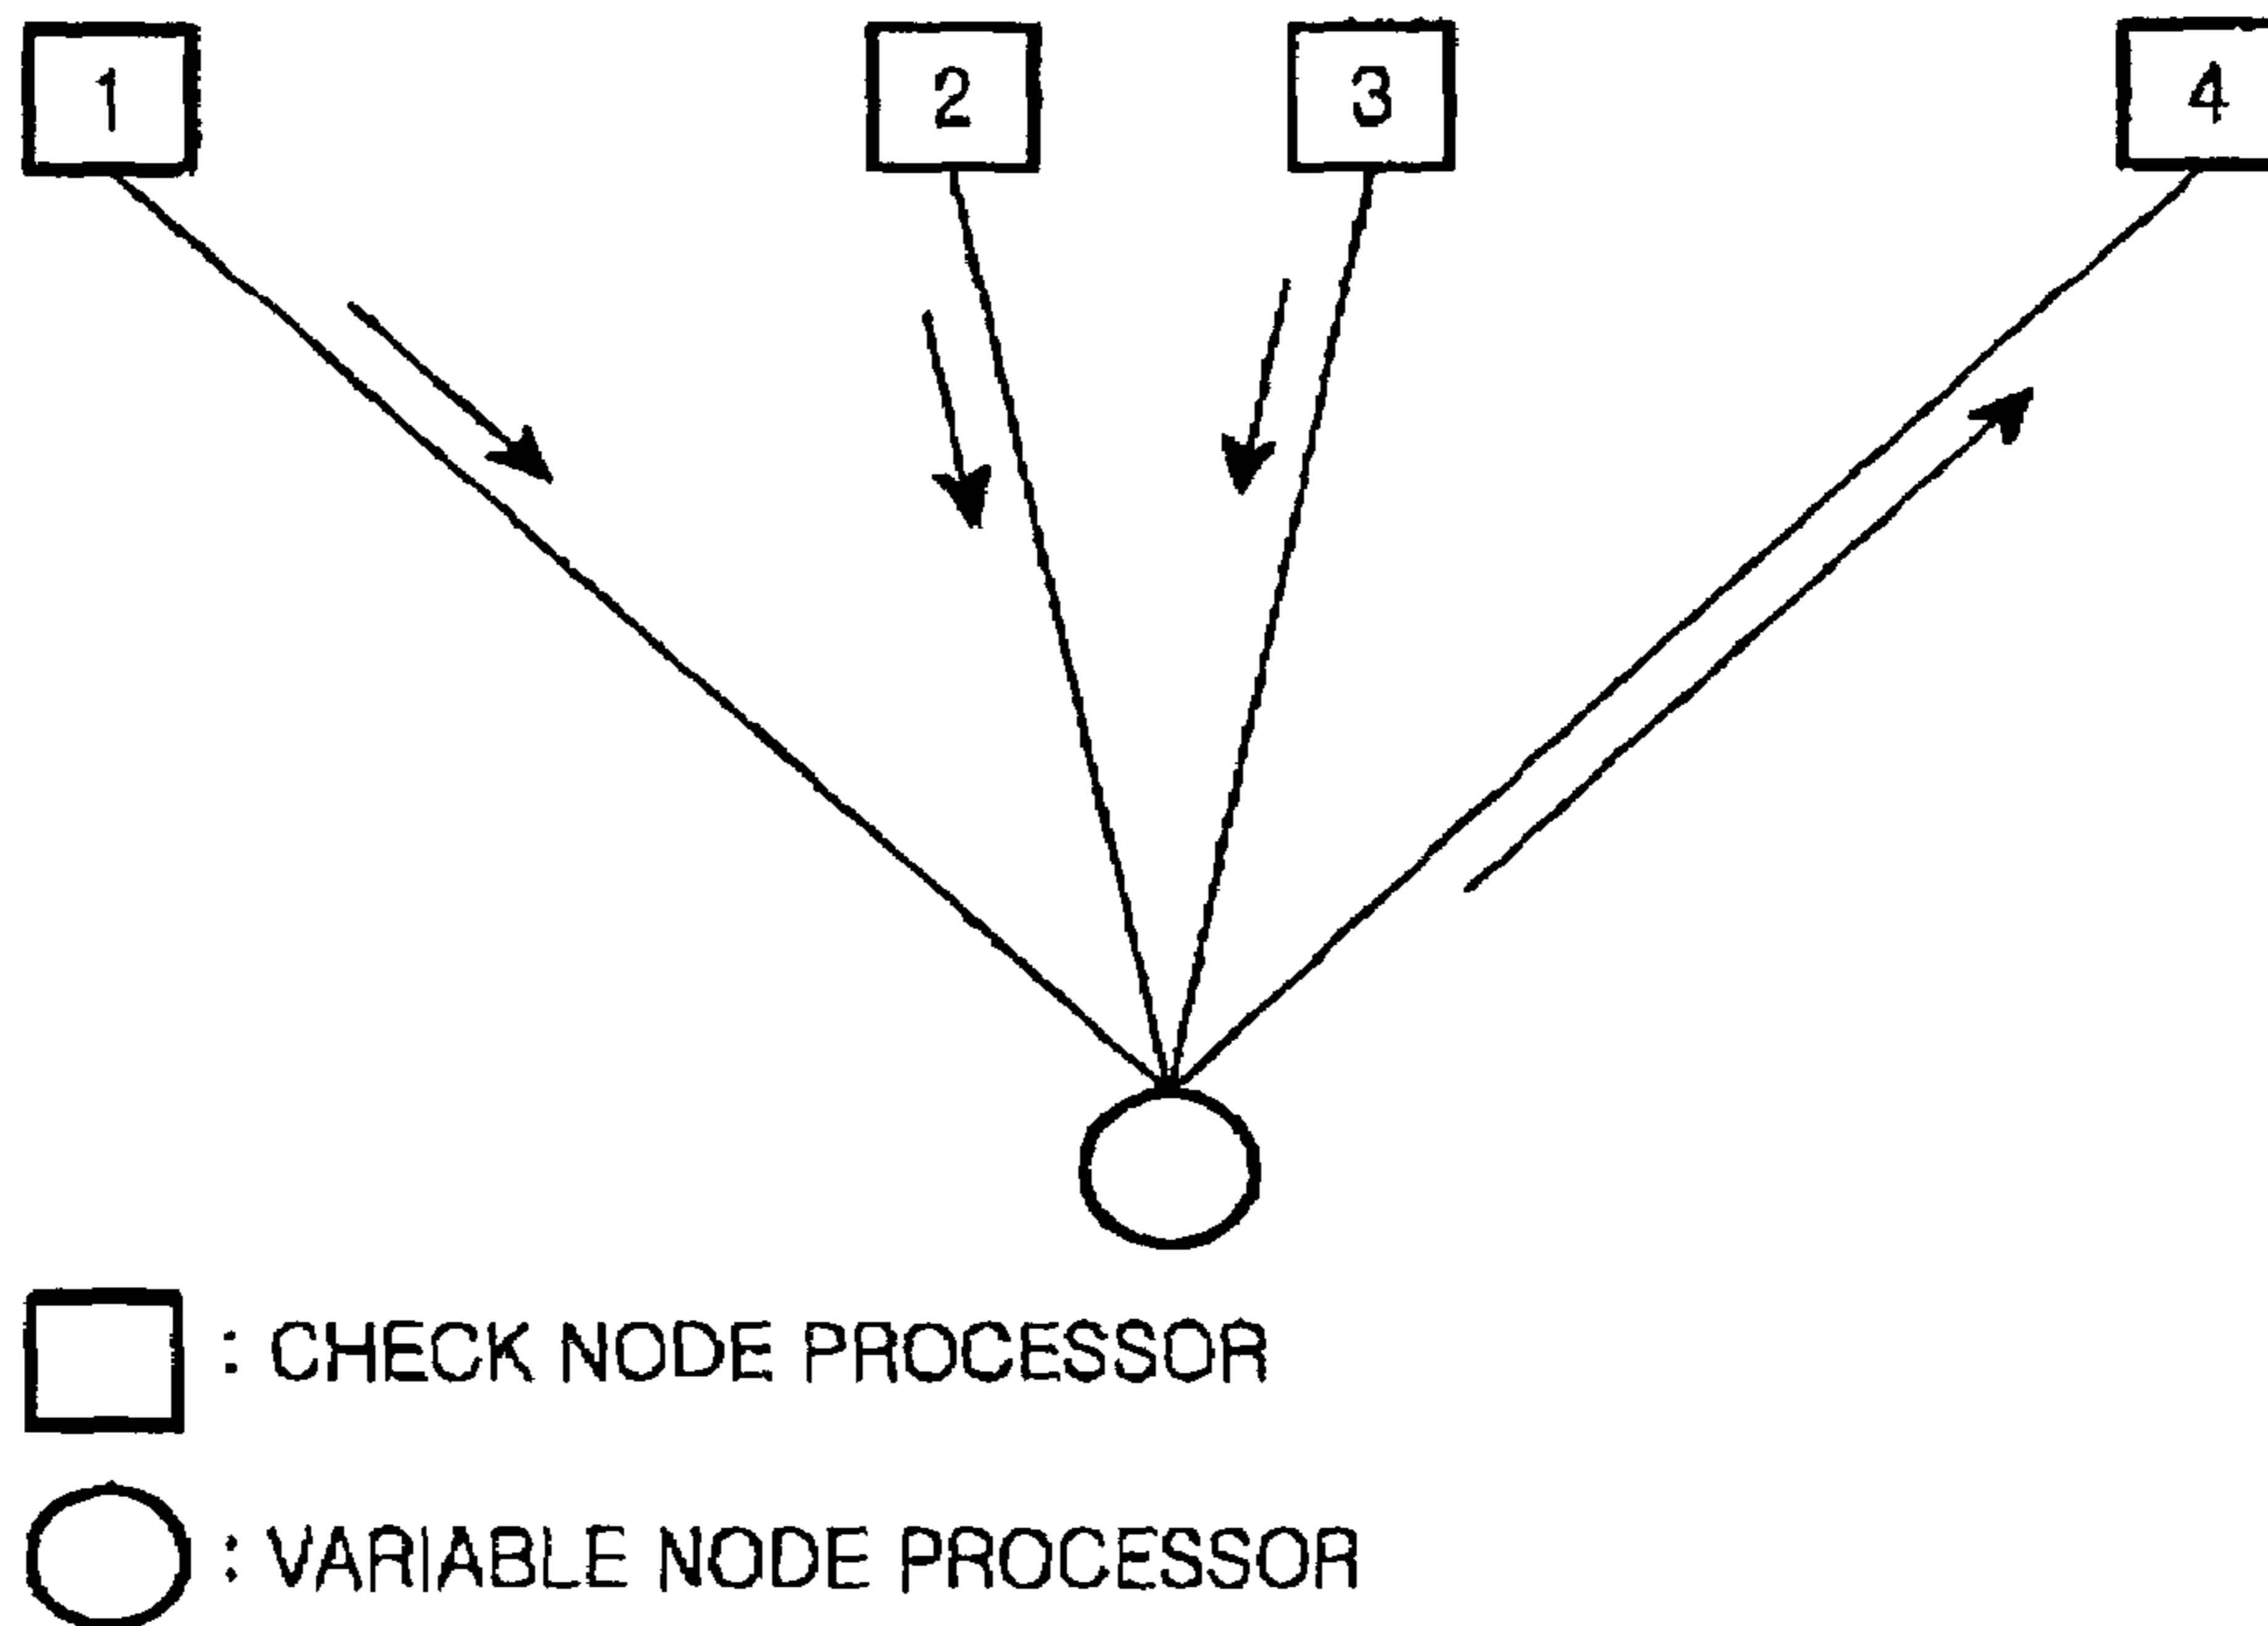 1 2 3 4
: CHECK NODE PROCESSOR
: VARIABLE NODE PROCESSOR